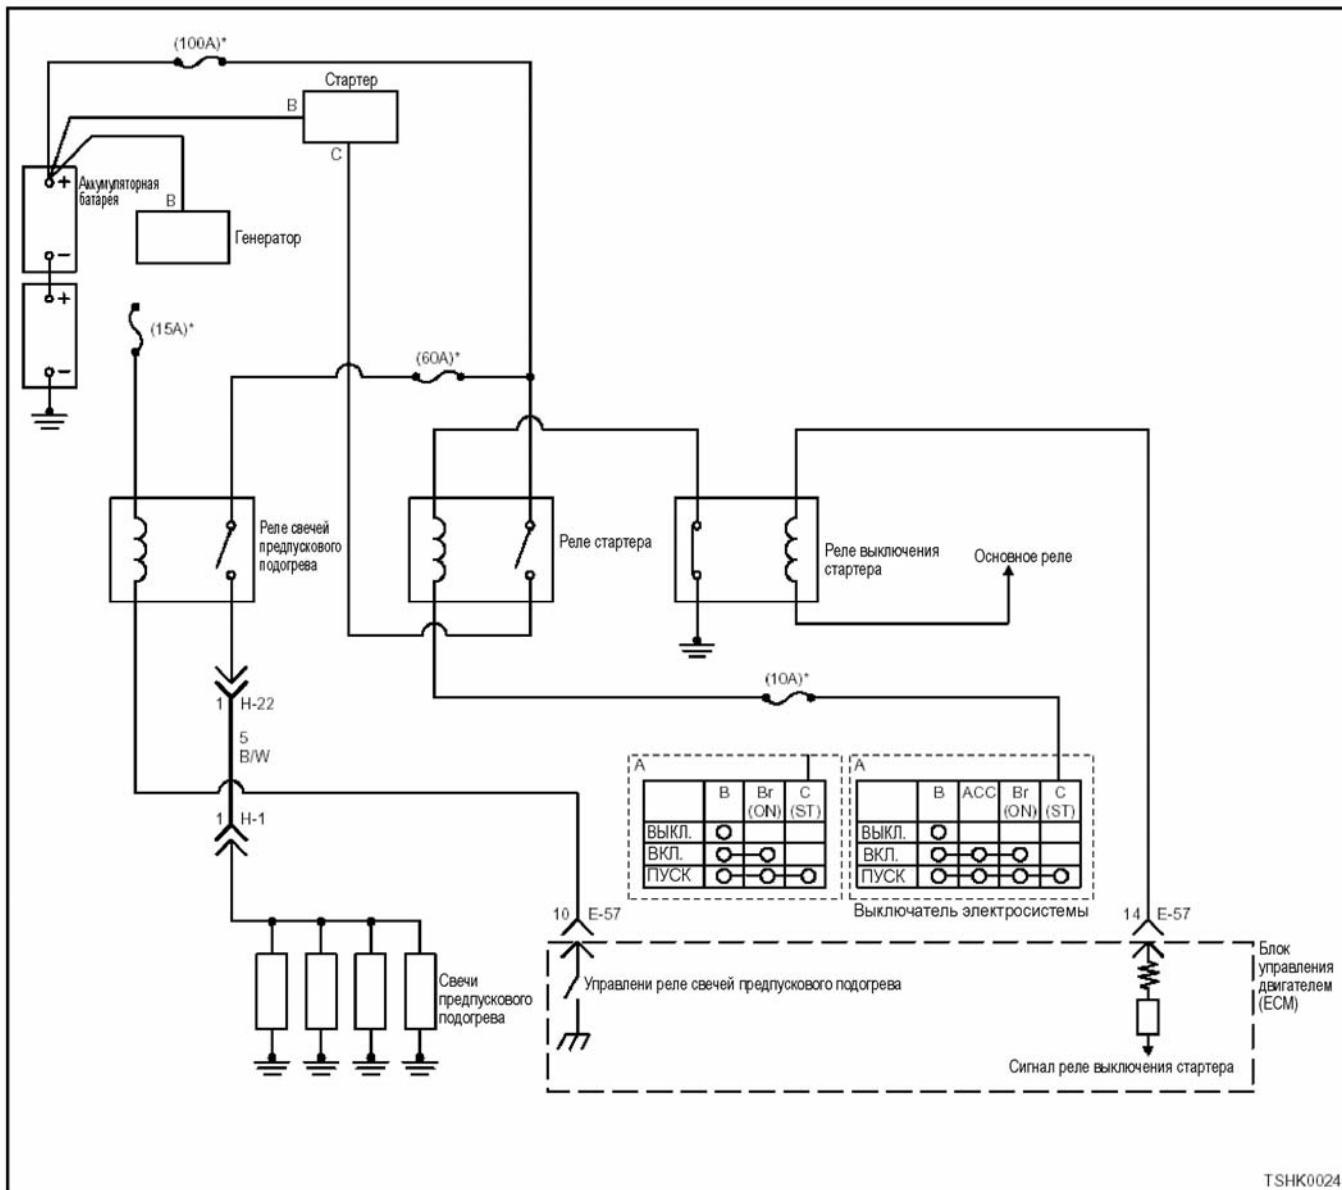 (100A)*
Стартер
B
C
+
Аккумуляторная
батарея
B
Генератор
−
+
(15A)*
(60A)*
−
Реле свечей
предпускового
подогрева
Реле стартера
Реле выключения
стартера
Основное реле
(10A)*
1 H-22
5
B/W
1 H-1
A
B Br C
(ON) (ST)
ВЫКЛ.
ВКЛ.
ПУСК
A
B ACC Br C
(ON) (ST)
ВЫКЛ.
ВКЛ.
ПУСК
Выключатель электросистемы
10 E-57
14 E-57
Блок
управления
двигателем
(ECM)
Управлени реле свечей предпускового подогрева
Свечи
предпускового
подогрева
Сигнал реле выключения стартера
TSHK0024